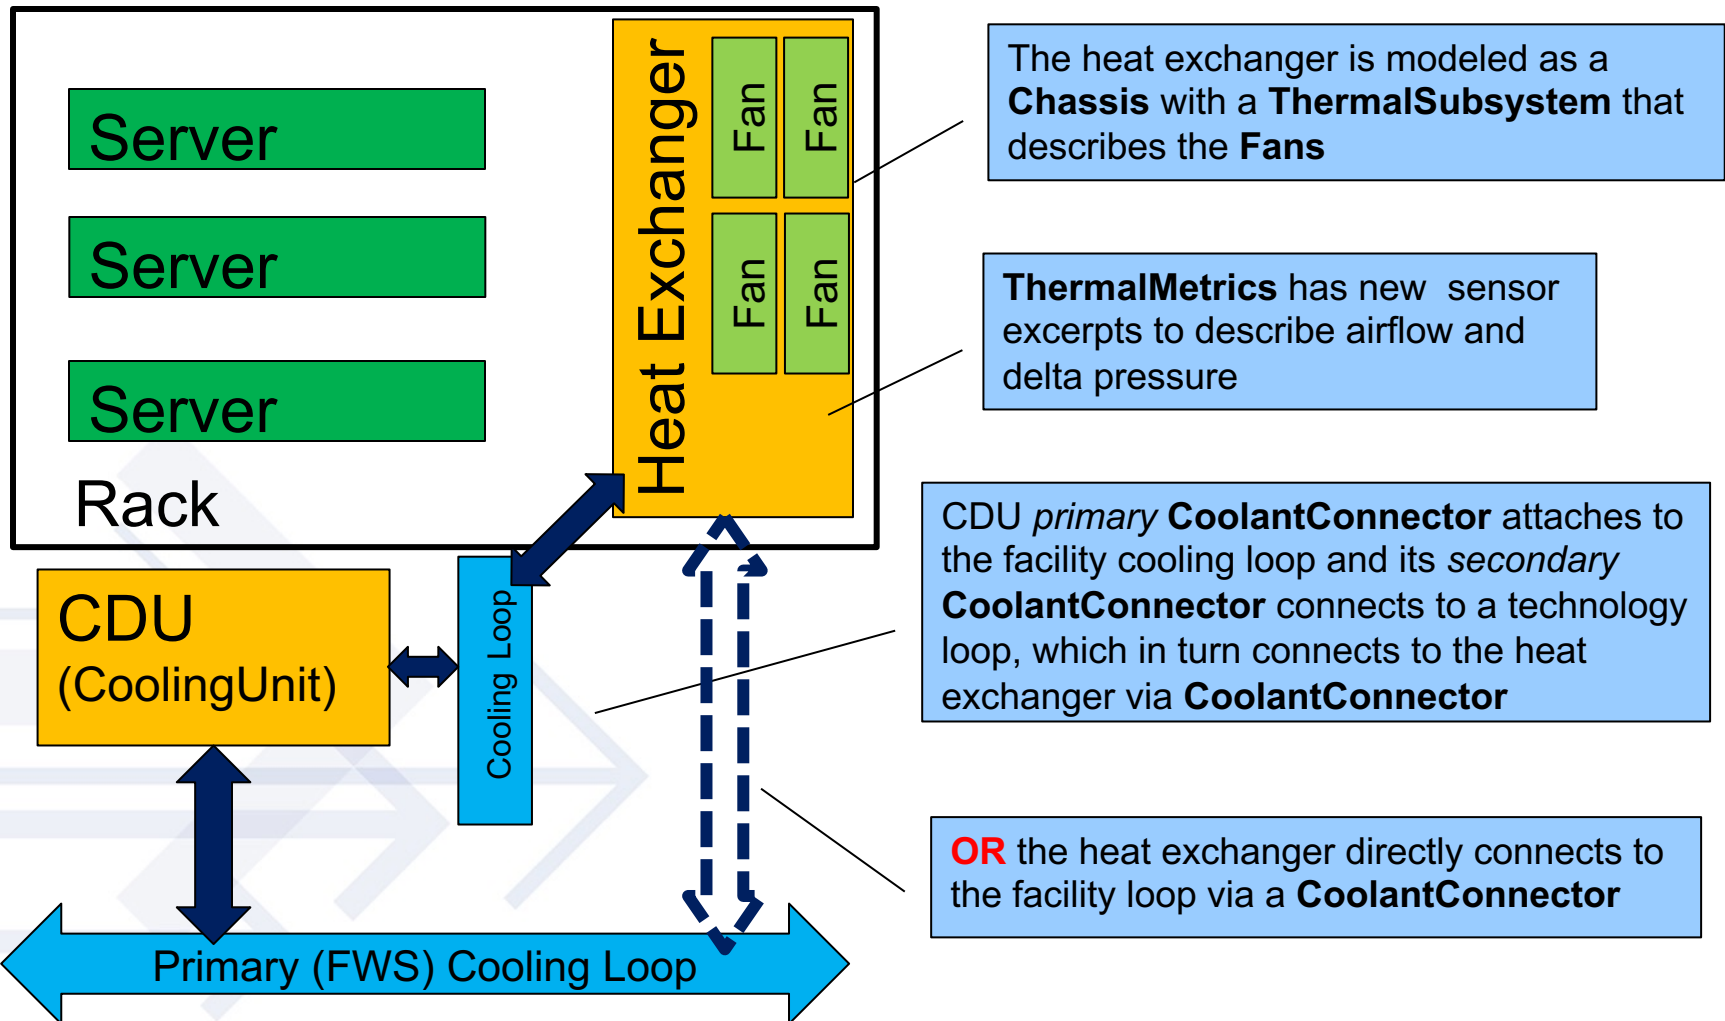 Server
Server
Server
Rack
Heat Exchanger
Fan
Fan
Fan
Fan
CDU
(CoolingUnit)
Cooling Loop
Primary (FWS) Cooling Loop
The heat exchanger is modeled as a
Chassis with a ThermalSubsystem that
describes the Fans
ThermalMetrics has new sensor
excerpts to describe airflow and
delta pressure
CDU primary CoolantConnector attaches to
the facility cooling loop and its secondary
CoolantConnector connects to a technology
loop, which in turn connects to the heat
exchanger via CoolantConnector
OR the heat exchanger directly connects to
the facility loop via a CoolantConnector